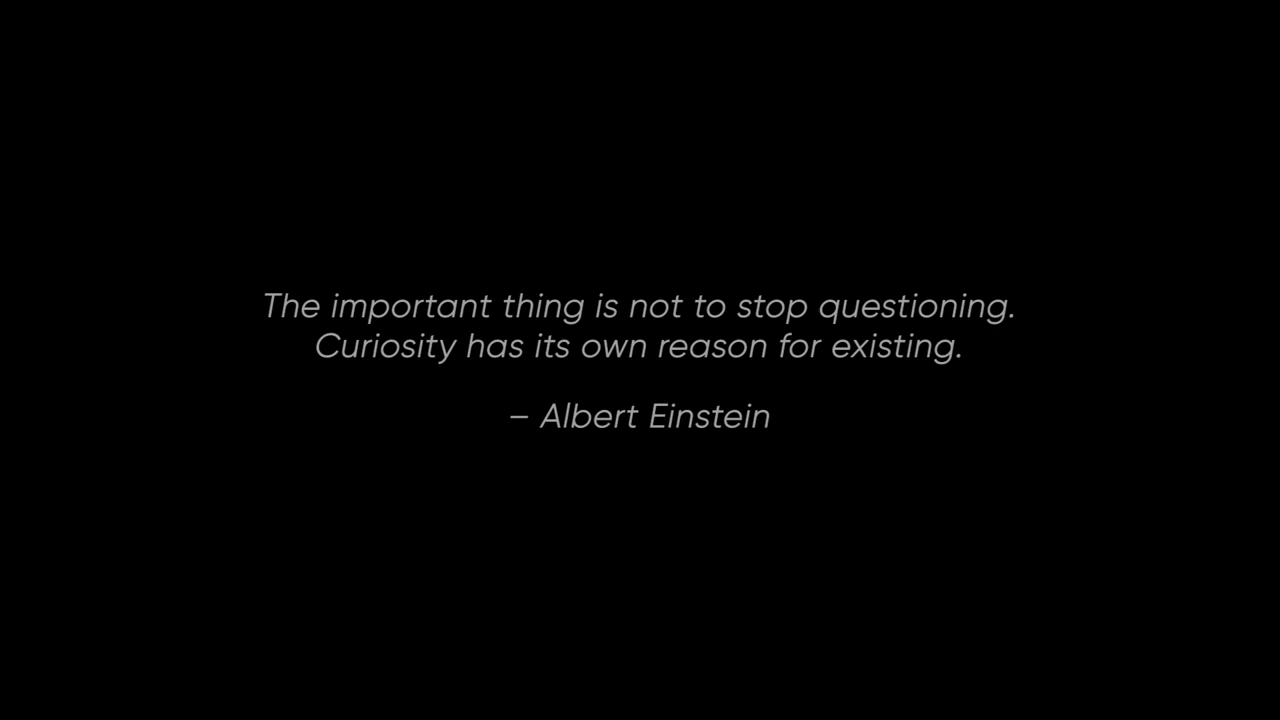 The important thing is not to stop questioning.
Curiosity has its own reason for existing.
– Albert Einstein